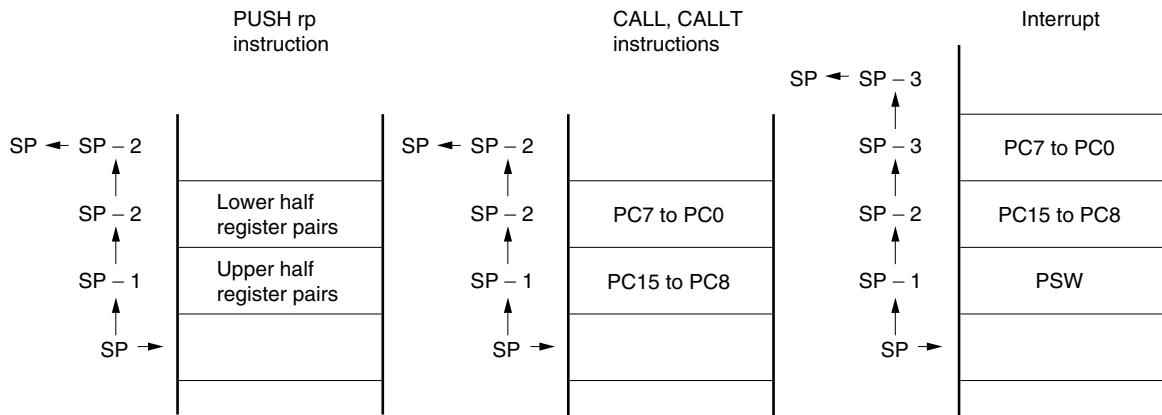 PUSH rp
instruction
SP SP – 2
SP – 2
Lower half
register pairs
SP – 1
Upper half
register pairs
SP
CALL, CALLT
instructions
SP SP – 2
SP – 2
PC7 to PC0
SP – 1
PC15 to PC8
SP
Interrupt
SP SP – 3
SP – 3
PC7 to PC0
SP – 2
PC15 to PC8
SP – 1
PSW
SP